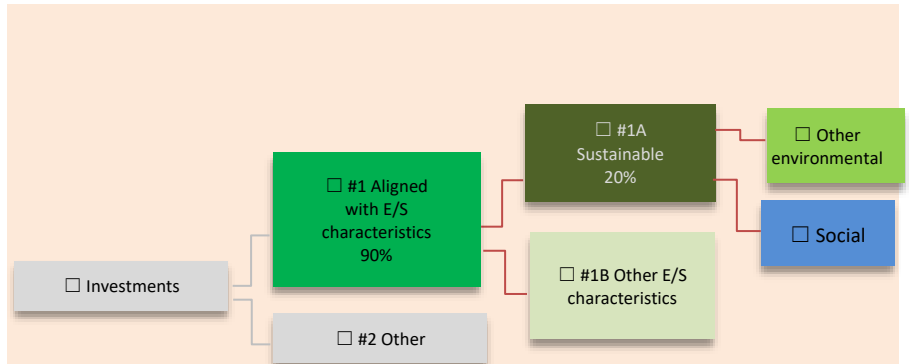 ☐ Investments
☐ #1 Aligned
with E/S
characteristics
90%
☐ #2 Other
☐ #1A
Sustainable
20%
☐ #1B Other E/S
characteristics
☐ Other
environmental
☐ Social